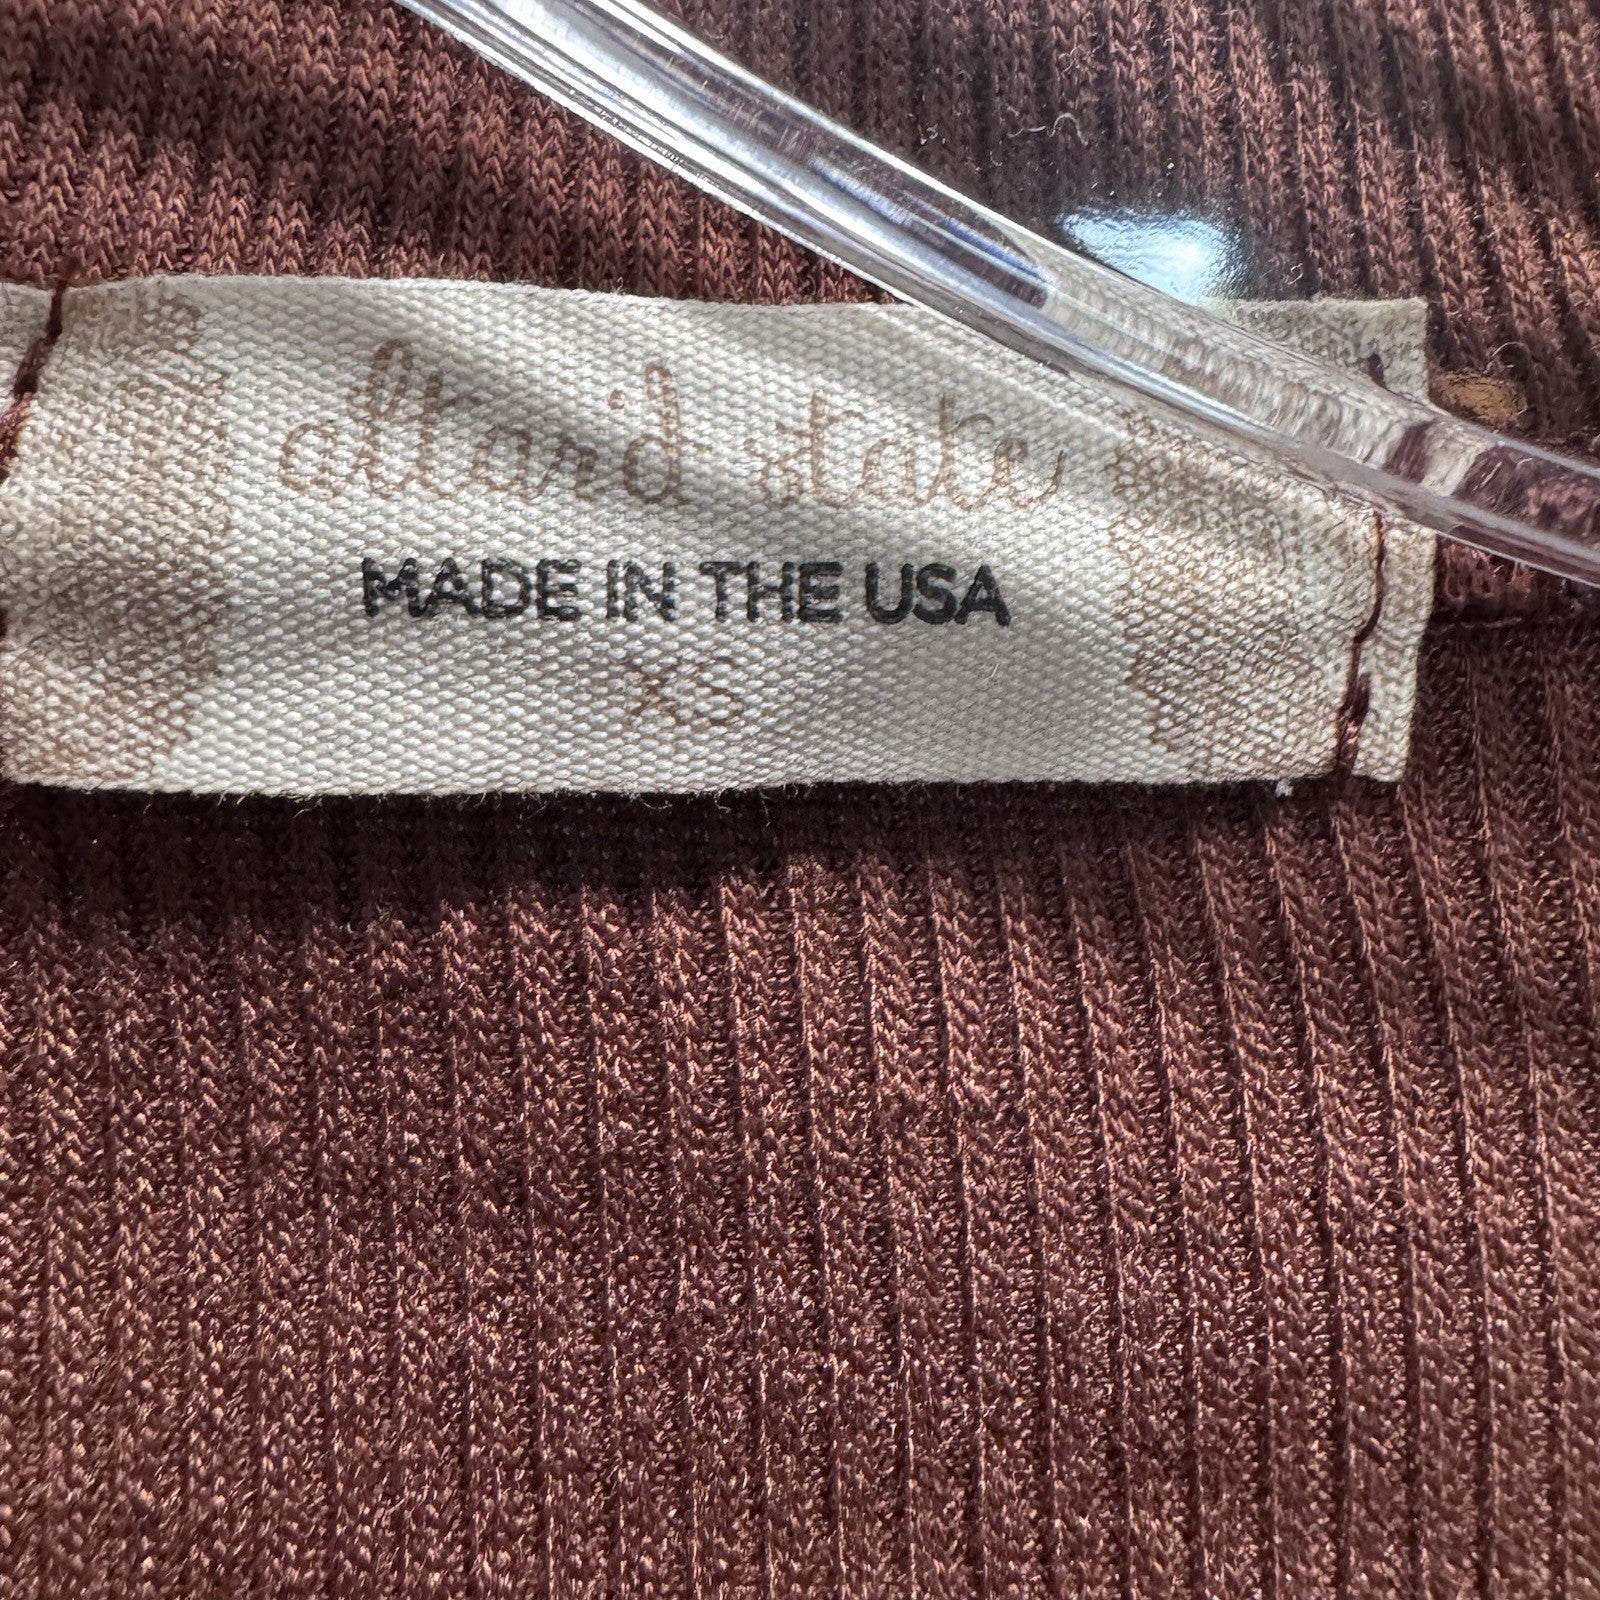 altar'd state
MADE IN THE USA
XS